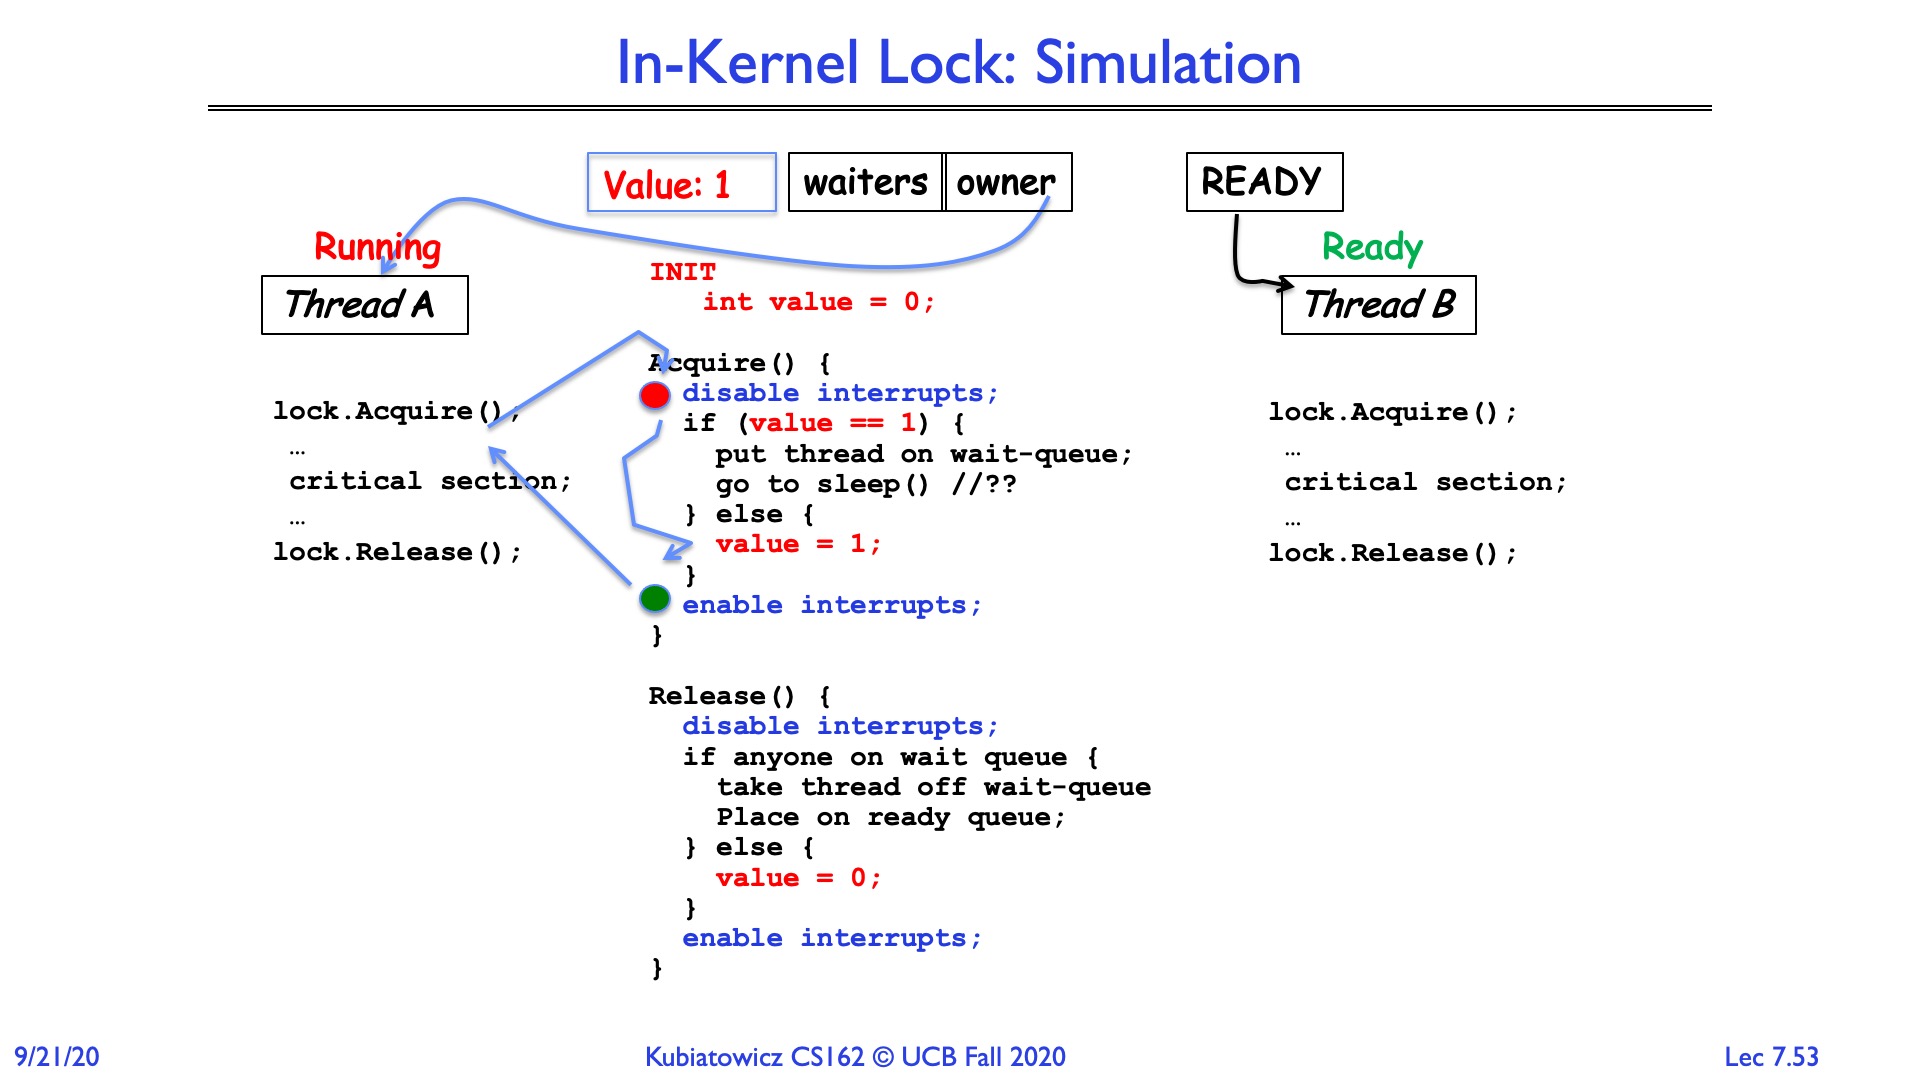 In-Kernel Lock: Simulation
Value: 1
waiters
owner
READY
Running
Ready
Thread A
Thread B
INIT
int value = 0;
lock.Acquire();
…
critical section;
…
lock.Release();
Acquire() {
disable interrupts;
if (value == 1) {
put thread on wait-queue;
go to sleep() //??
} else {
value = 1;
}
enable interrupts;
}
Release() {
disable interrupts;
if anyone on wait queue {
take thread off wait-queue
Place on ready queue;
} else {
value = 0;
}
enable interrupts;
}
lock.Acquire();
…
critical section;
…
lock.Release();
9/21/20
Kubiatowicz CS162 © UCB Fall 2020
Lec 7.53